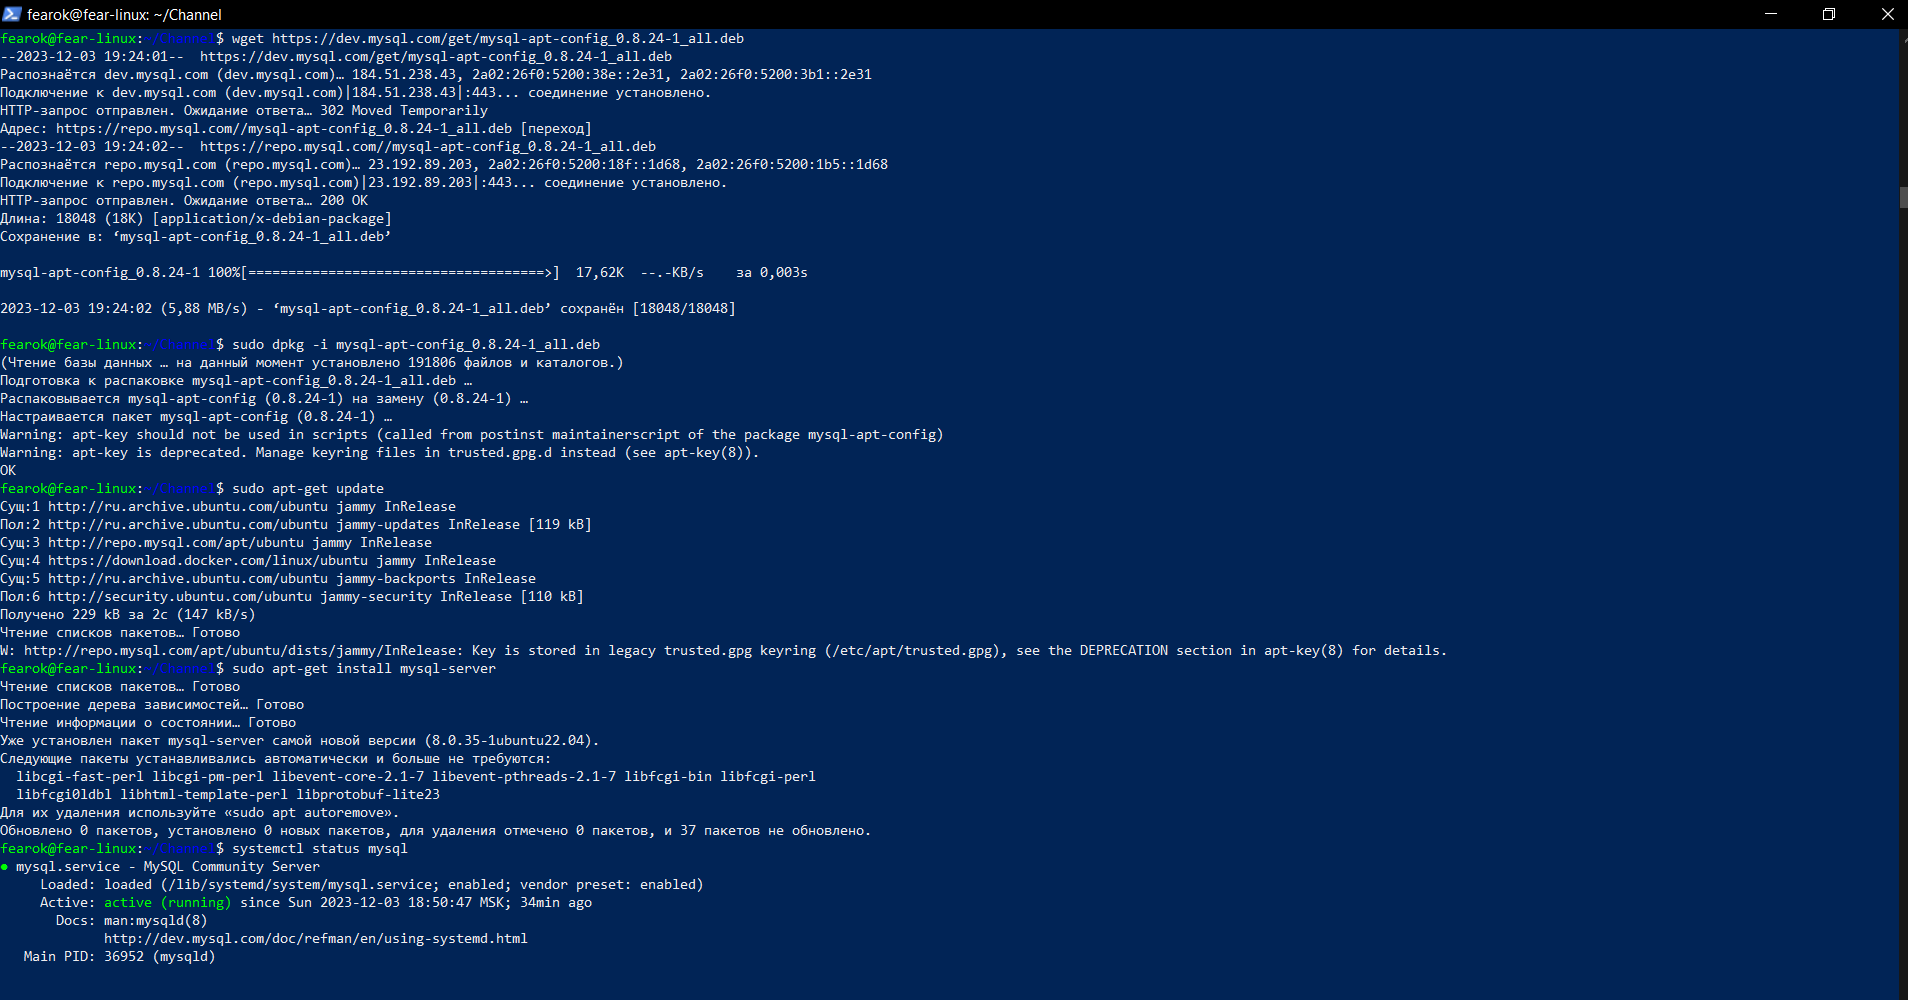 fearok@fear-linux: ~/Channel
fearok@fear-linux:~/Channel$ wget https://dev.mysql.com/get/mysql-apt-config_0.8.24-1_all.deb
--2023-12-03 19:24:01--  https://dev.mysql.com/get/mysql-apt-config_0.8.24-1_all.deb
Распознаётся dev.mysql.com (dev.mysql.com)… 184.51.238.43, 2a02:26f0:5200:38e::2e31, 2a02:26f0:5200:3b1::2e31
Подключение к dev.mysql.com (dev.mysql.com)|184.51.238.43|:443... соединение установлено.
HTTP-запрос отправлен. Ожидание ответа… 302 Moved Temporarily
Адрес: https://repo.mysql.com//mysql-apt-config_0.8.24-1_all.deb [переход]
--2023-12-03 19:24:02--  https://repo.mysql.com//mysql-apt-config_0.8.24-1_all.deb
Распознаётся repo.mysql.com (repo.mysql.com)… 23.192.89.203, 2a02:26f0:5200:18f::1d68, 2a02:26f0:5200:1b5::1d68
Подключение к repo.mysql.com (repo.mysql.com)|23.192.89.203|:443... соединение установлено.
HTTP-запрос отправлен. Ожидание ответа… 200 OK
Длина: 18048 (18K) [application/x-debian-package]
Сохранение в: ‘mysql-apt-config_0.8.24-1_all.deb’
mysql-apt-config_0.8.24-1 100%[=====================================>]  17,62K  --.-KB/s    за 0,003s
2023-12-03 19:24:02 (5,88 MB/s) - ‘mysql-apt-config_0.8.24-1_all.deb’ сохранён [18048/18048]
fearok@fear-linux:~/Channel$ sudo dpkg -i mysql-apt-config_0.8.24-1_all.deb
(Чтение базы данных … на данный момент установлено 191806 файлов и каталогов.)
Подготовка к распаковке mysql-apt-config_0.8.24-1_all.deb …
Распаковывается mysql-apt-config (0.8.24-1) на замену (0.8.24-1) …
Настраивается пакет mysql-apt-config (0.8.24-1) …
Warning: apt-key should not be used in scripts (called from postinst maintainerscript of the package mysql-apt-config)
Warning: apt-key is deprecated. Manage keyring files in trusted.gpg.d instead (see apt-key(8)).
OK
fearok@fear-linux:~/Channel$ sudo apt-get update
Сущ:1 http://ru.archive.ubuntu.com/ubuntu jammy InRelease
Пол:2 http://ru.archive.ubuntu.com/ubuntu jammy-updates InRelease [119 kB]
Сущ:3 http://repo.mysql.com/apt/ubuntu jammy InRelease
Сущ:4 https://download.docker.com/linux/ubuntu jammy InRelease
Сущ:5 http://ru.archive.ubuntu.com/ubuntu jammy-backports InRelease
Пол:6 http://security.ubuntu.com/ubuntu jammy-security InRelease [110 kB]
Получено 229 kB за 2с (147 kB/s)
Чтение списков пакетов… Готово
W: http://repo.mysql.com/apt/ubuntu/dists/jammy/InRelease: Key is stored in legacy trusted.gpg keyring (/etc/apt/trusted.gpg), see the DEPRECATION section in apt-key(8) for details.
fearok@fear-linux:~/Channel$ sudo apt-get install mysql-server
Чтение списков пакетов… Готово
Построение дерева зависимостей… Готово
Чтение информации о состоянии… Готово
Уже установлен пакет mysql-server самой новой версии (8.0.35-1ubuntu22.04).
Следующие пакеты устанавливались автоматически и больше не требуются:
  libcgi-fast-perl libcgi-pm-perl libevent-core-2.1-7 libevent-pthreads-2.1-7 libfcgi-bin libfcgi-perl
  libfcgi0ldbl libhtml-template-perl libprotobuf-lite23
Для их удаления используйте «sudo apt autoremove».
Обновлено 0 пакетов, установлено 0 новых пакетов, для удаления отмечено 0 пакетов, и 37 пакетов не обновлено.
fearok@fear-linux:~/Channel$ systemctl status mysql
● mysql.service - MySQL Community Server
     Loaded: loaded (/lib/systemd/system/mysql.service; enabled; vendor preset: enabled)
     Active: active (running) since Sun 2023-12-03 18:50:47 MSK; 34min ago
       Docs: man:mysqld(8)
             http://dev.mysql.com/doc/refman/en/using-systemd.html
   Main PID: 36952 (mysqld)